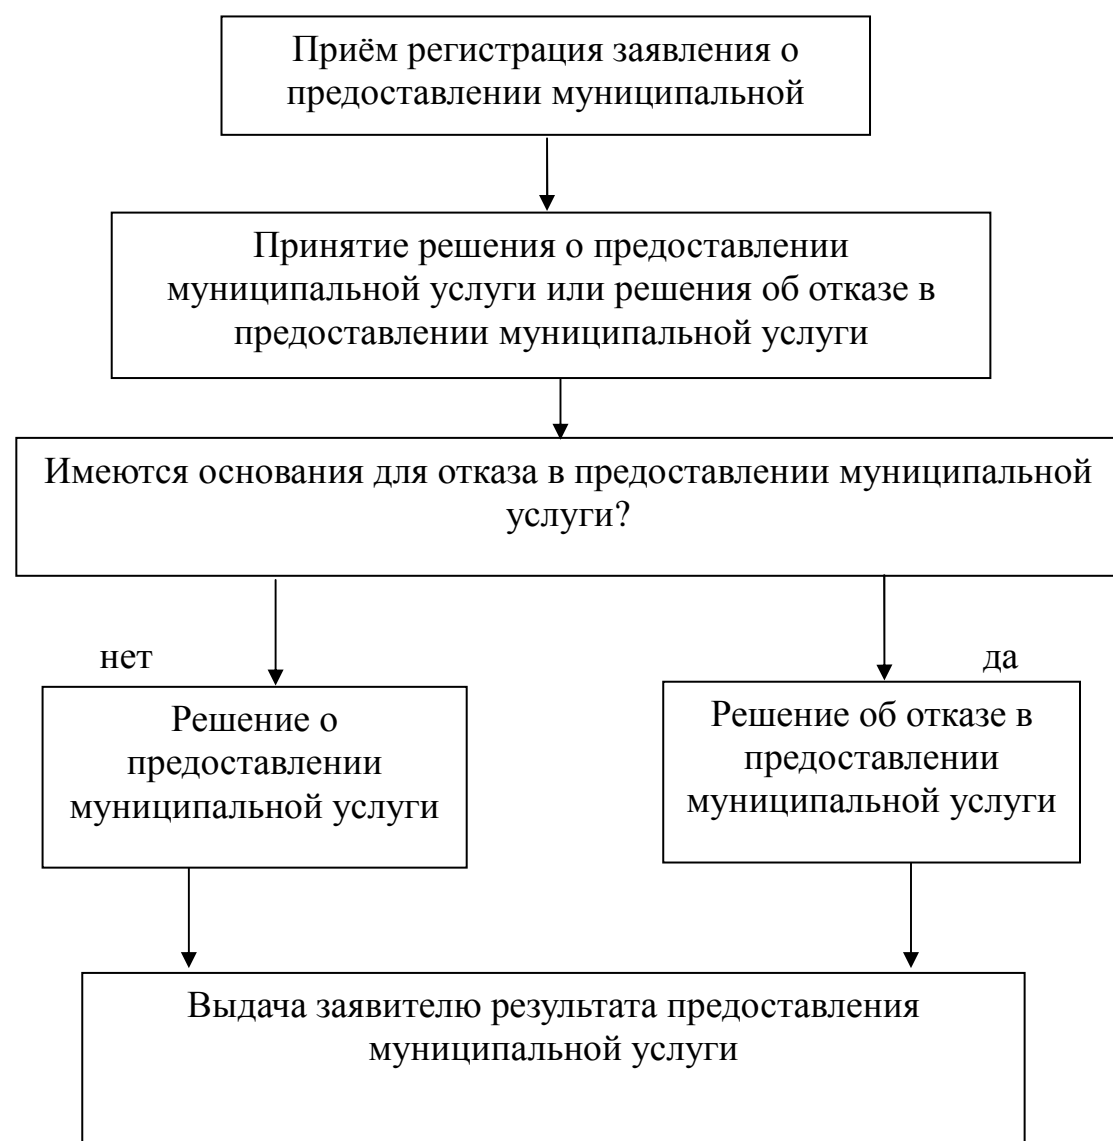 Приём регистрация заявления о
предоставлении муниципальной
Принятие решения о предоставлении
муниципальной услуги или решения об отказе в
предоставлении муниципальной услуги
Имеются основания для отказа в предоставлении муниципальной
услуги?
нет
да
Решение о
предоставлении
муниципальной услуги
Решение об отказе в
предоставлении
муниципальной услуги
Выдача заявителю результата предоставления
муниципальной услуги